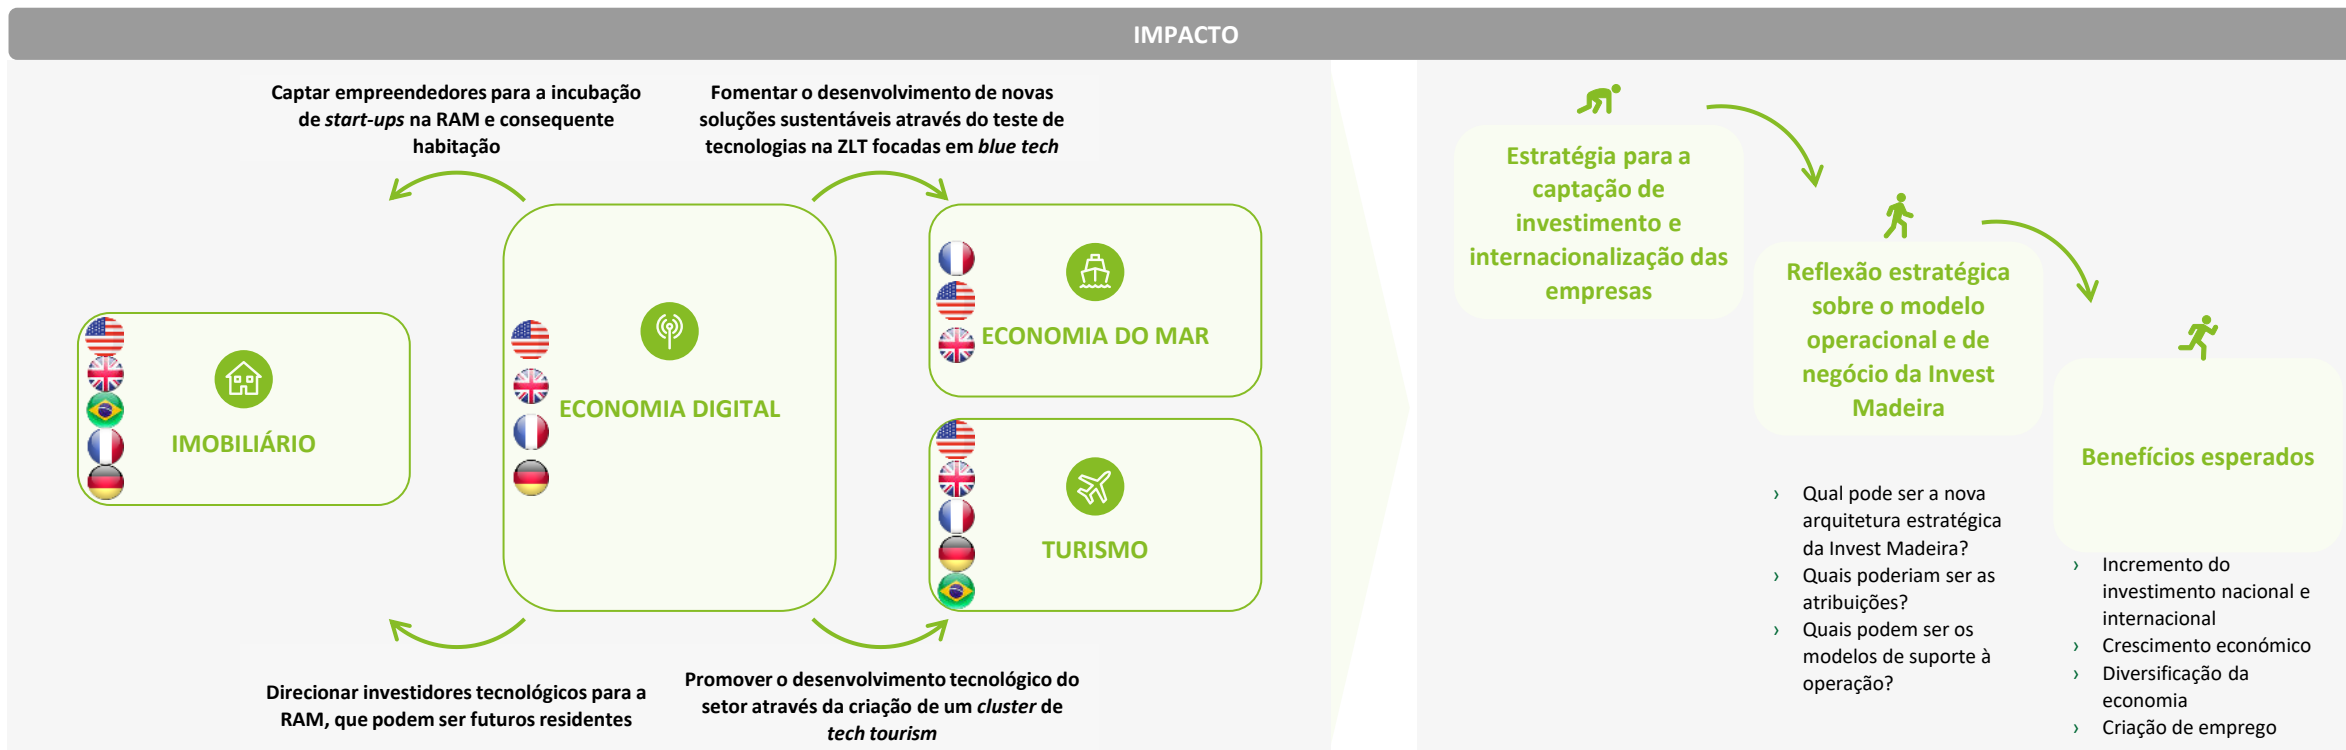 IMPACTO
Captar empreendedores para a incubação
de start-ups na RAM e consequente
habitação
Fomentar o desenvolvimento de novas
soluções sustentáveis através do teste de
tecnologias na ZLT focadas em blue tech
IMOBILIÁRIO
ECONOMIA DIGITAL
ECONOMIA DO MAR
TURISMO
Direcionar investidores tecnológicos para a
RAM, que podem ser futuros residentes
Promover o desenvolvimento tecnológico do
setor através da criação de um cluster de
tech tourism
Estratégia para a
captação de
investimento e
internacionalização das
empresas
Reflexão estratégica
sobre o modelo
operacional e de
negócio da Invest
Madeira
› Qual pode ser a nova
arquitetura estratégica
da Invest Madeira?
› Quais poderiam ser as
atribuições?
› Quais podem ser os
modelos de suporte à
operação?
Benefícios esperados
› Incremento do
investimento nacional e
internacional
› Crescimento económico
› Diversificação da
economia
› Criação de emprego